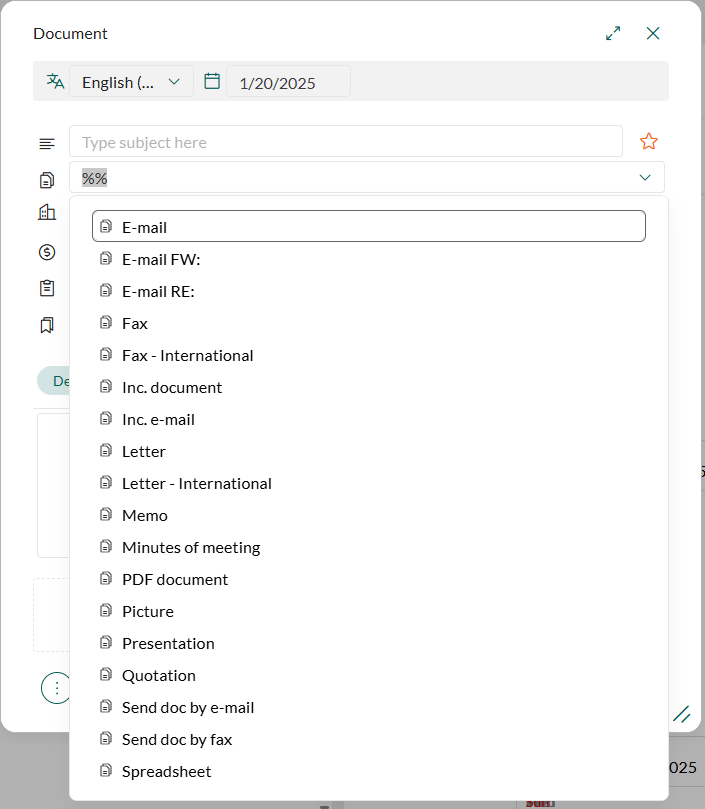 Document
English (... 1/20/2025
Type subject here
%%
E-mail
E-mail FW:
E-mail RE:
Fax
Fax - International
Inc. document
Inc. e-mail
Letter
Letter - International
Memo
Minutes of meeting
PDF document
Picture
Presentation
Quotation
Send doc by e-mail
Send doc by fax
Spreadsheet
De
025